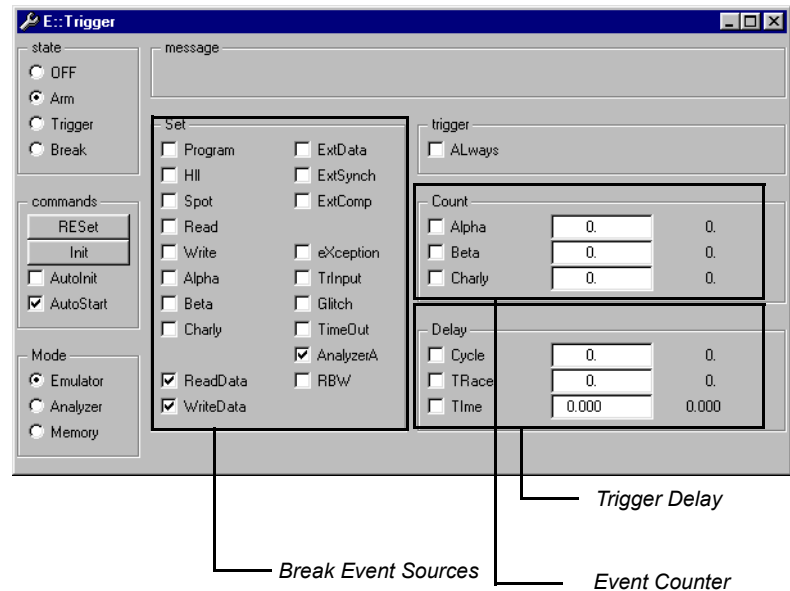 E::Trigger
state
OFF
Arm
Trigger
Break
message
commands
RESet
Init
AutoInit
AutoStart
Mode
Emulator
Analyzer
Memory
Set
Program
Hll
Spot
Read
Write
Alpha
Beta
Charly
ReadData
WriteData
ExtData
ExtSynch
ExtComp
eXception
TrInput
Glitch
TimeOut
AnalyzerA
RBW
trigger
ALways
Count
Alpha 0. 0.
Beta 0. 0.
Charly 0. 0.
Delay
Cycle 0. 0.
TRace 0. 0.
TIme 0.000 0.000
Trigger Delay
Break Event Sources
Event Counter